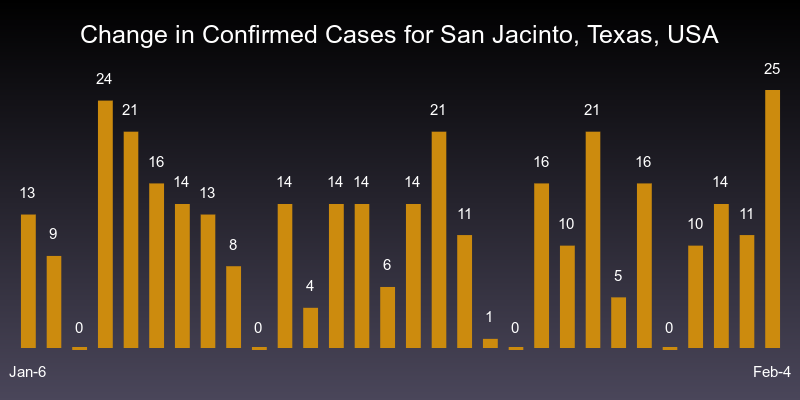 Change in Confirmed Cases for San Jacinto, Texas, USA
13 9 0 24 21 16 14 13 8 0 14 4 14 14 6 14 21 11 1 0 16 10 21 5 16 0 10 14 11 25
Jan-6 Feb-4